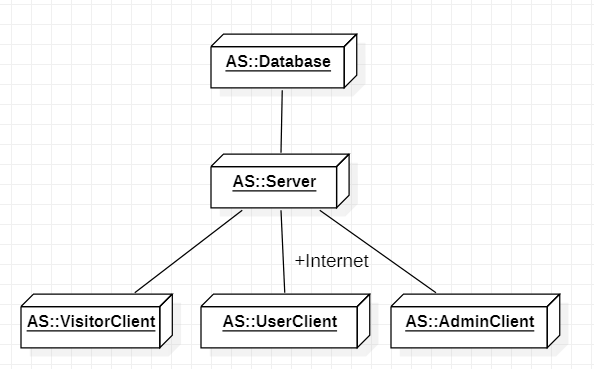 AS::Database
AS::Server
+Internet
AS::VisitorClient
AS::UserClient
AS::AdminClient